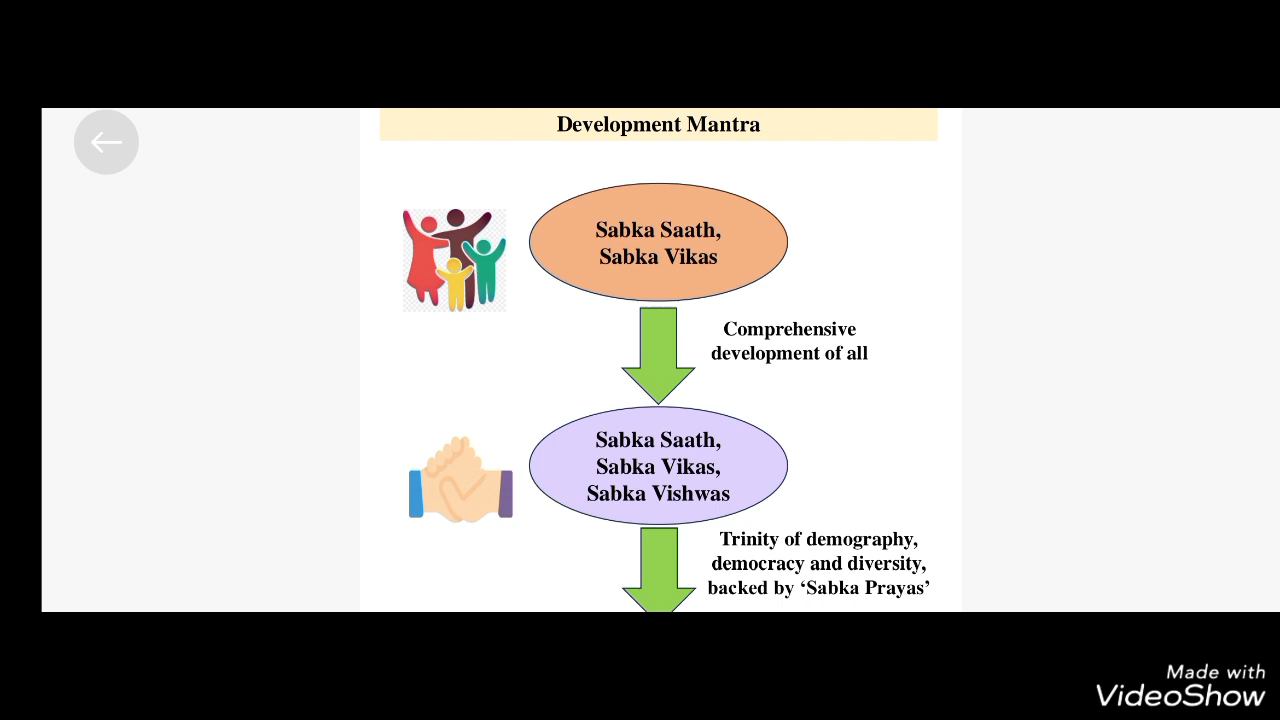 Development Mantra
Sabka Saath,
Sabka Vikas
Comprehensive
development of all
Sabka Saath,
Sabka Vikas,
Sabka Vishwas
Trinity of demography,
democracy and diversity,
backed by ‘Sabka Prayas’
Made with
VideoShow